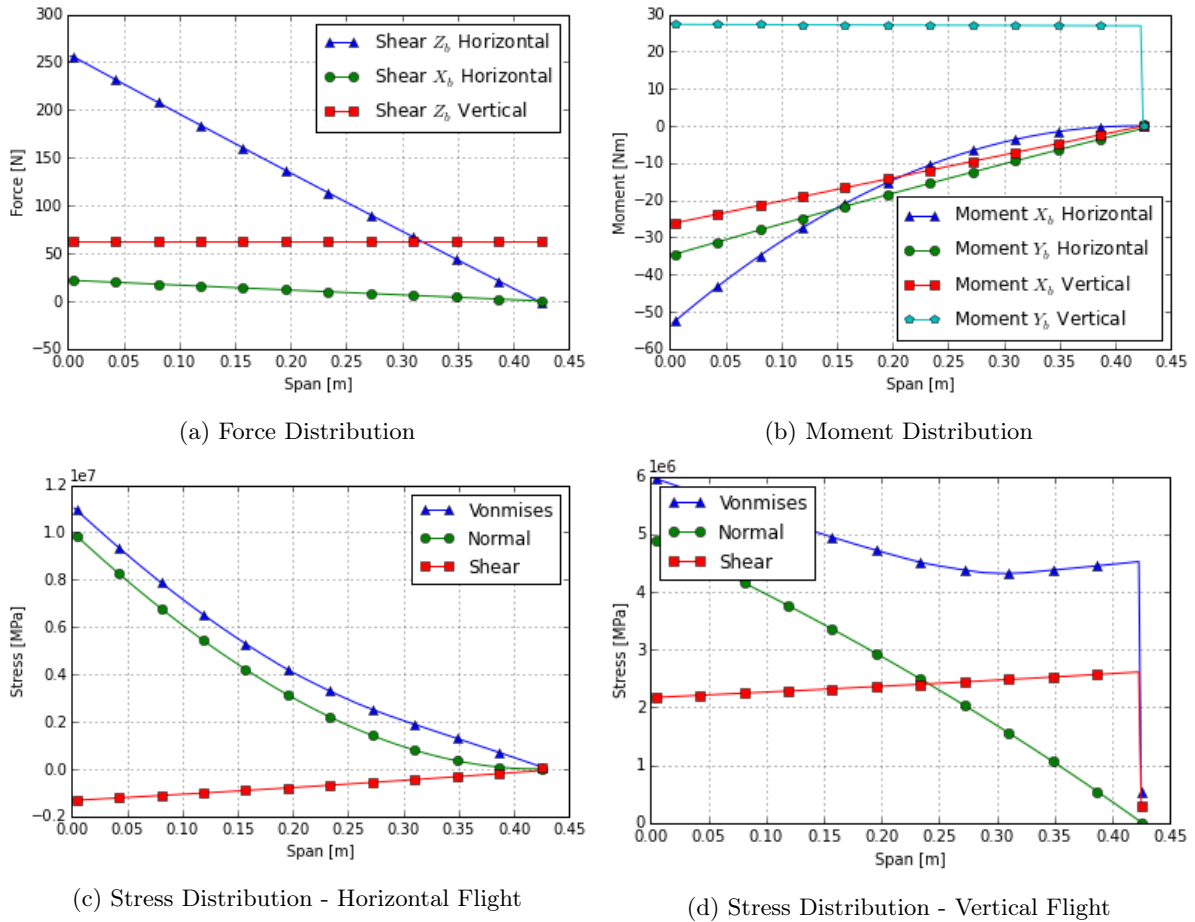 300
250
200
150
100
50
0
−50
Force [N]
Shear Z_b Horizontal
Shear X_b Horizontal
Shear Z_b Vertical
0.00 0.05 0.10 0.15 0.20 0.25 0.30 0.35 0.40 0.45
Span [m]
(a) Force Distribution
30
20
10
0
−10
−20
−30
−40
−50
−60
Moment [Nm]
Moment X_b Horizontal
Moment Y_b Horizontal
Moment X_b Vertical
Moment Y_b Vertical
0.00 0.05 0.10 0.15 0.20 0.25 0.30 0.35 0.40 0.45
Span [m]
(b) Moment Distribution
1e7
1.2
1.0
0.8
0.6
0.4
0.2
0.0
−0.2
Stress [MPa]
Vonmises
Normal
Shear
0.00 0.05 0.10 0.15 0.20 0.25 0.30 0.35 0.40 0.45
Span [m]
(c) Stress Distribution - Horizontal Flight
1e6
6
5
4
3
2
1
0
Stress [MPa]
Vonmises
Normal
Shear
0.00 0.05 0.10 0.15 0.20 0.25 0.30 0.35 0.40 0.45
Span [m]
(d) Stress Distribution - Vertical Flight